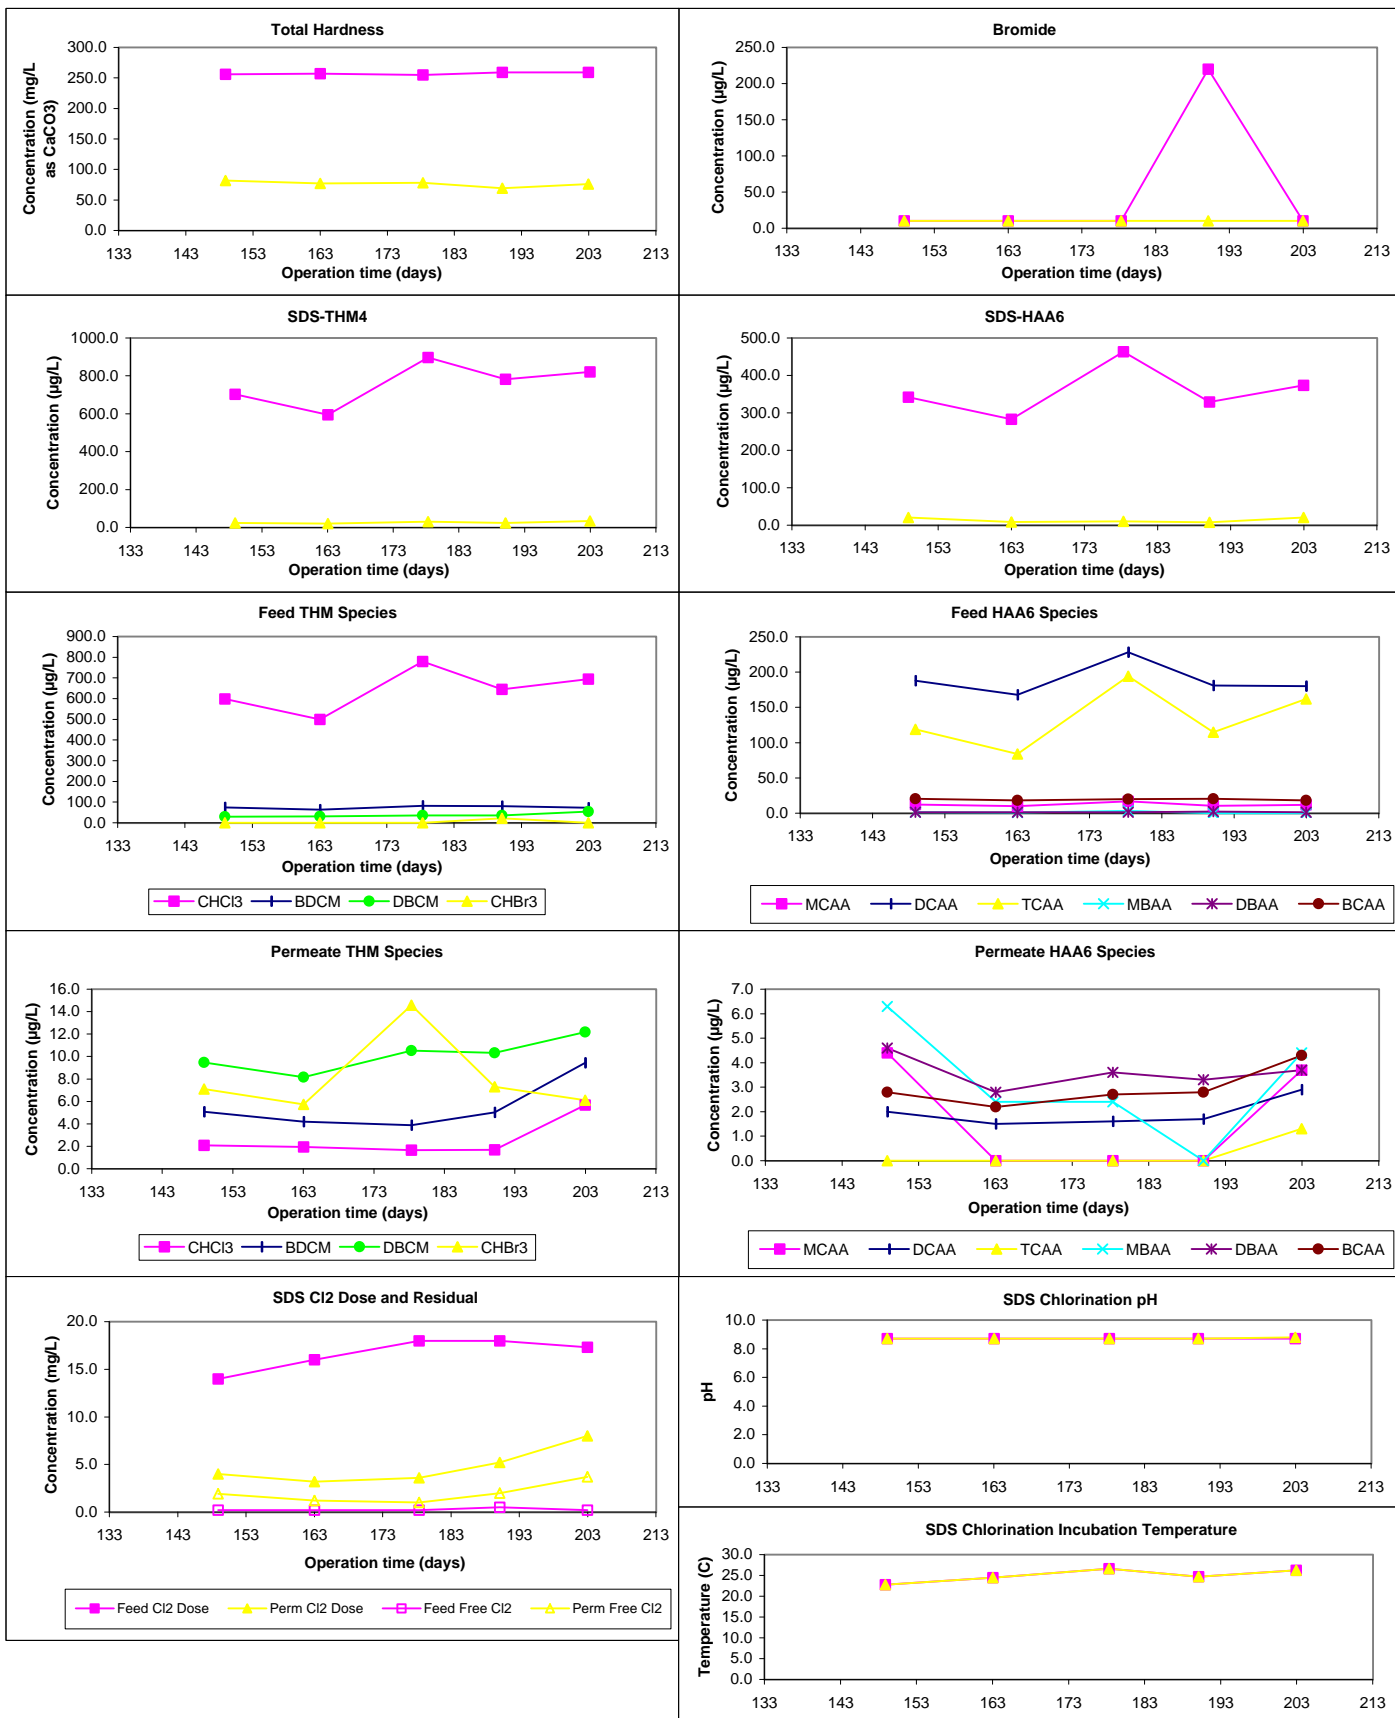 Total Hardness
Concentration (mg/L
as CaCO3)
300.0
250.0
200.0
150.0
100.0
50.0
0.0
133 143 153 163 173 183 193 203 213
Operation time (days)
Bromide
Concentration (µg/L)
250.0
200.0
150.0
100.0
50.0
0.0
133 143 153 163 173 183 193 203 213
Operation time (days)
SDS-THM4
Concentration (µg/L)
1000.0
800.0
600.0
400.0
200.0
0.0
133 143 153 163 173 183 193 203 213
Operation time (days)
SDS-HAA6
Concentration (µg/L)
500.0
400.0
300.0
200.0
100.0
0.0
133 143 153 163 173 183 193 203 213
Operation time (days)
Feed THM Species
Concentration (µg/L)
900.0
800.0
700.0
600.0
500.0
400.0
300.0
200.0
100.0
0.0
133 143 153 163 173 183 193 203 213
Operation time (days)
CHCl3 BDCM DBCM CHBr3
Feed HAA6 Species
Concentration (µg/L)
250.0
200.0
150.0
100.0
50.0
0.0
133 143 153 163 173 183 193 203 213
Operation time (days)
MCAA DCAA TCAA MBAA DBAA BCAA
Permeate THM Species
Concentration (µg/L)
16.0
14.0
12.0
10.0
8.0
6.0
4.0
2.0
0.0
133 143 153 163 173 183 193 203 213
Operation time (days)
CHCl3 BDCM DBCM CHBr3
Permeate HAA6 Species
Concentration (µg/L)
7.0
6.0
5.0
4.0
3.0
2.0
1.0
0.0
133 143 153 163 173 183 193 203 213
Operation time (days)
MCAA DCAA TCAA MBAA DBAA BCAA
SDS Cl2 Dose and Residual
Concentration (mg/L)
20.0
15.0
10.0
5.0
0.0
133 143 153 163 173 183 193 203 213
Operation time (days)
Feed Cl2 Dose Perm Cl2 Dose Feed Free Cl2 Perm Free Cl2
SDS Chlorination pH
pH
10.0
8.0
6.0
4.0
2.0
0.0
133 143 153 163 173 183 193 203 213
SDS Chlorination Incubation Temperature
Temperature (C)
30.0
25.0
20.0
15.0
10.0
5.0
0.0
133 143 153 163 173 183 193 203 213